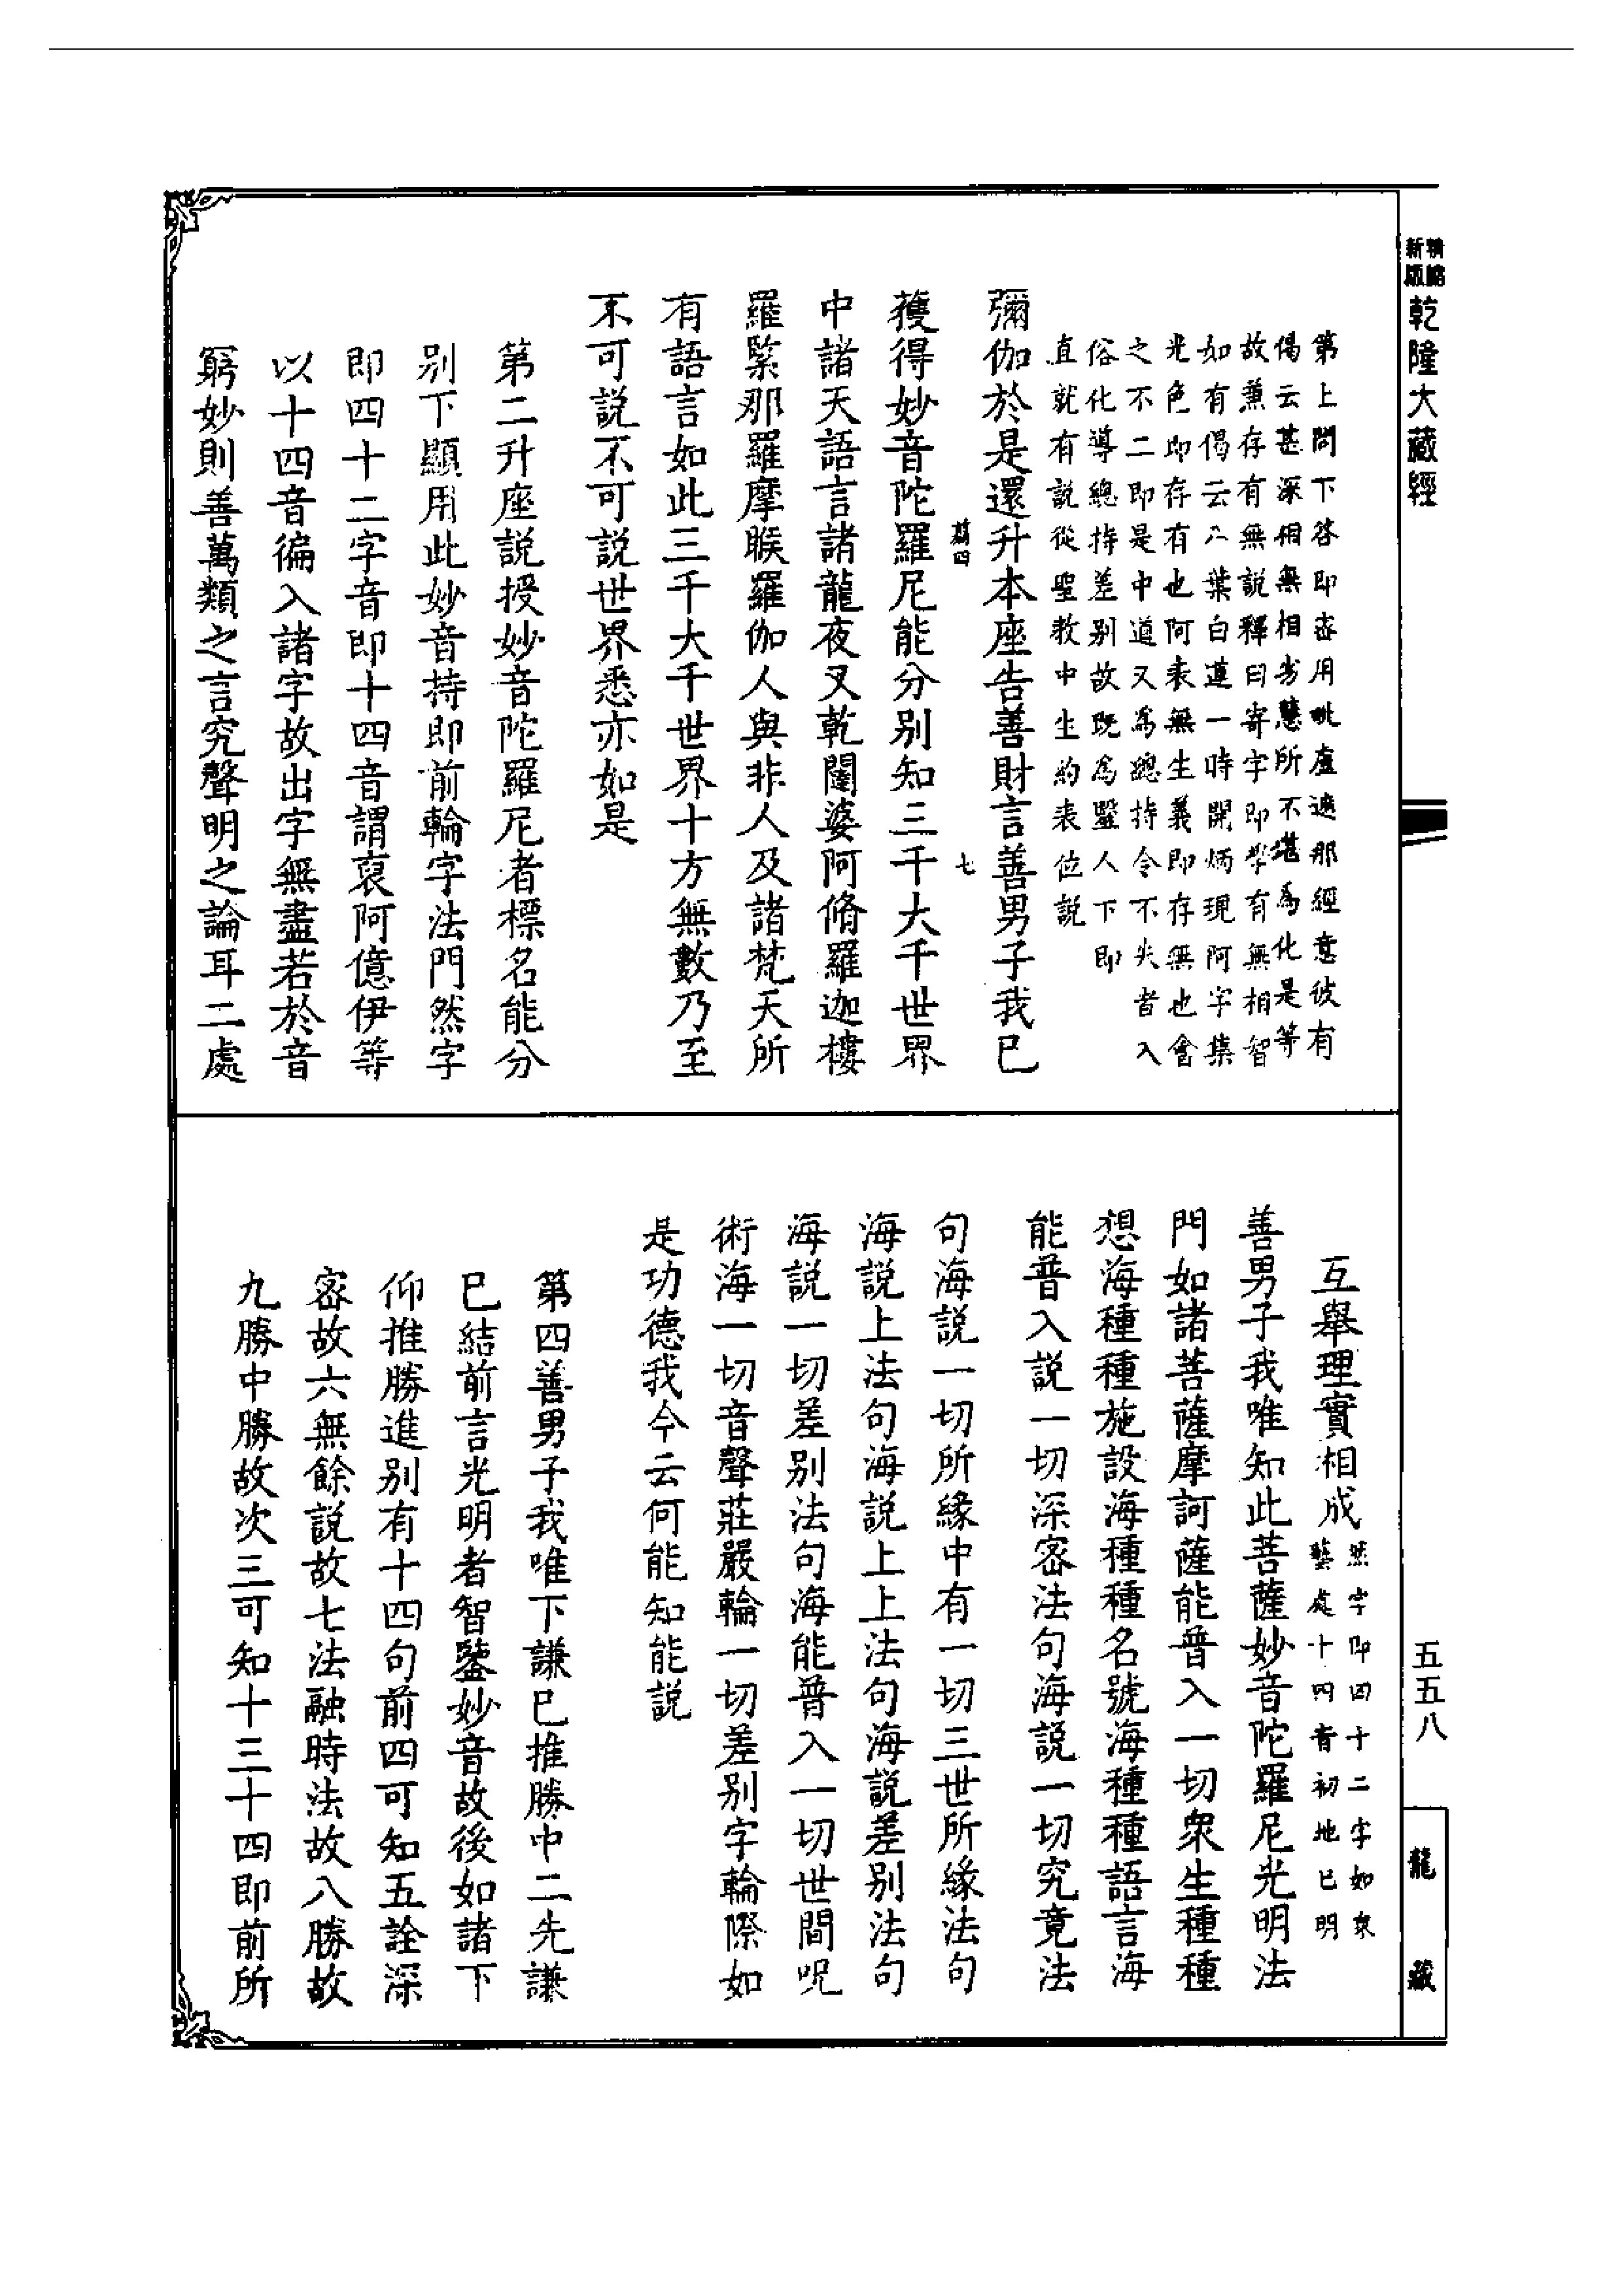 新版
精縮
乾隆大藏經
第上問下答即密用毗盧遮那經意彼有
偈云甚深相無相劣慧所不堪為化是等
故兼存有無說釋曰寄字即學有無相智
如有偈云八葉白蓮一時開炳現阿字集
光色即存有也阿表無生義即存無也會
之不二即是中道又為總持令不失者入
俗化導總持差別故既為鑒人下即
直就有説從聖教中生約表位説
彌伽於是還升本座告善財言善男子我已
七
獲得妙音陀羅尼能分別知三千大千世界
中諸天語言諸龍夜叉乾闥婆阿脩羅迦樓
羅緊那羅摩睺羅伽人與非人及諸梵天所
有語言如此三千大千世界十方無數乃至
不可説不可説世界悉亦如是
第二升座説授妙音陀羅尼者標名能分
別下顯用此妙音持即前輪字法門然字
即四十二字音即十四音謂裒阿億伊等
以十四音徧入諸字故出字無盡若於音
窮妙則善萬類之言究聲明之論耳二處
互舉理實相成
然字即四十二字如眾
藝處十四音初地已明
善男子我唯知此菩薩妙音陀羅尼光明法
門如諸菩薩摩訶薩能普入一切衆生種種
想海種種施設海種種名號海種種語言海
能普入説一切深密法句海説一切究竟法
句海説一切所緣中有一切三世所緣法句
海説上法句海説上上法句海説差別法句
海説一切差別法句海能普入一切世間呪
術海一切音聲莊嚴輪一切差別字輪際如
是功德我今云何能知能説
第四善男子我唯下謙已推勝中二先謙
已結前言光明者智鑒妙音故後如諸下
仰推勝進別有十四句前四可知五詮深
密故六無餘説故七法融時法故八勝故
九勝中勝故次三可知十三十四即前所
五五八
龍藏